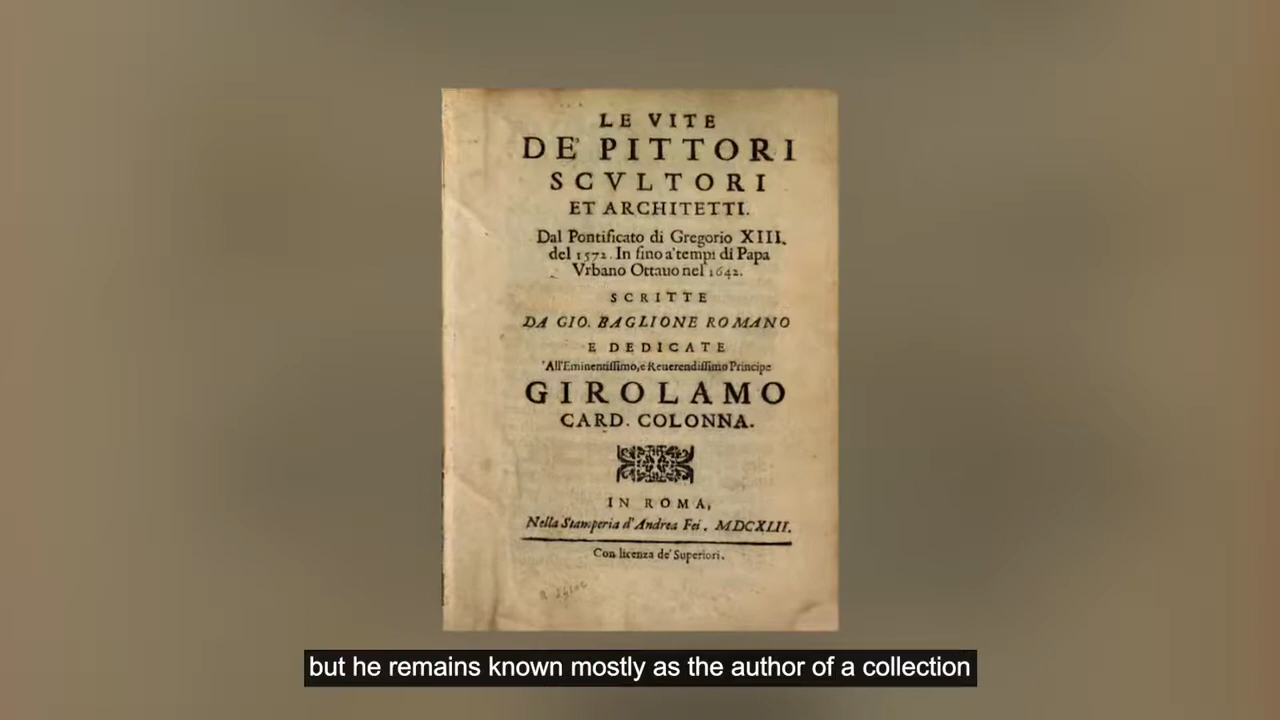 LE VITE
DE' PITTORI
SCVLTORI
ET ARCHITETTI.
Dal Pontificato di Gregorio XIII.
del 1572. In fino a' tempi di Papa
Vrbano Ottauo nel 1642.
SCRITTE
DA GIO. BAGLIONE ROMANO
E DEDICATE
All'Eminentissimo, e Reuerendissimo Principe
GIROLAMO
CARD. COLONNA.
IN ROMA,
Nella Stamperia d'Andrea Fei. MDCXLII.
Con licenza de' Superiori.
but he remains known mostly as the author of a collection